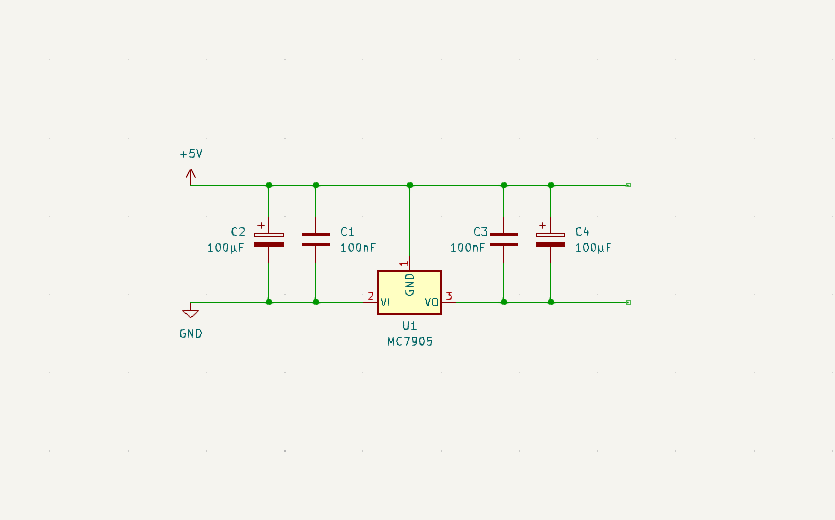 +5V
+
C2
100µF
C1
100nF
C3
100nF
+
C4
100µF
1
GND
2
VI
VO
3
U1
MC7905
GND